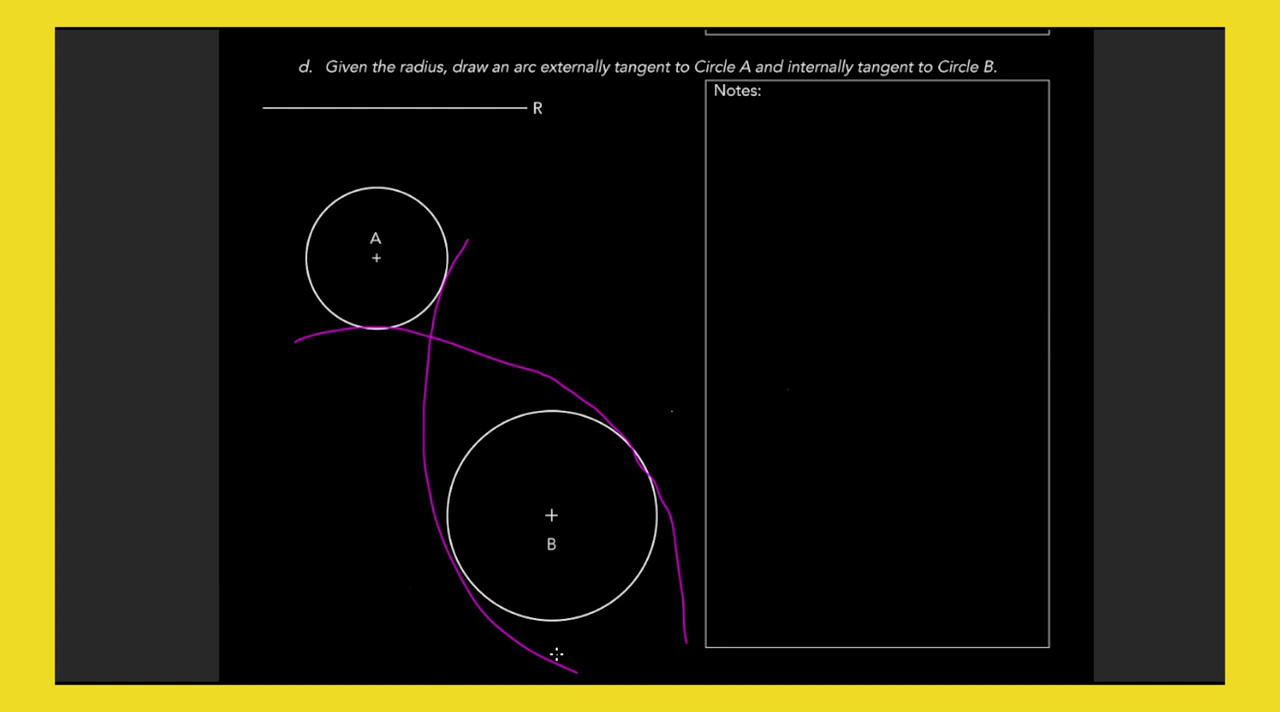 d. Given the radius, draw an arc externally tangent to Circle A and internally tangent to Circle B.
Notes:
R
A
B